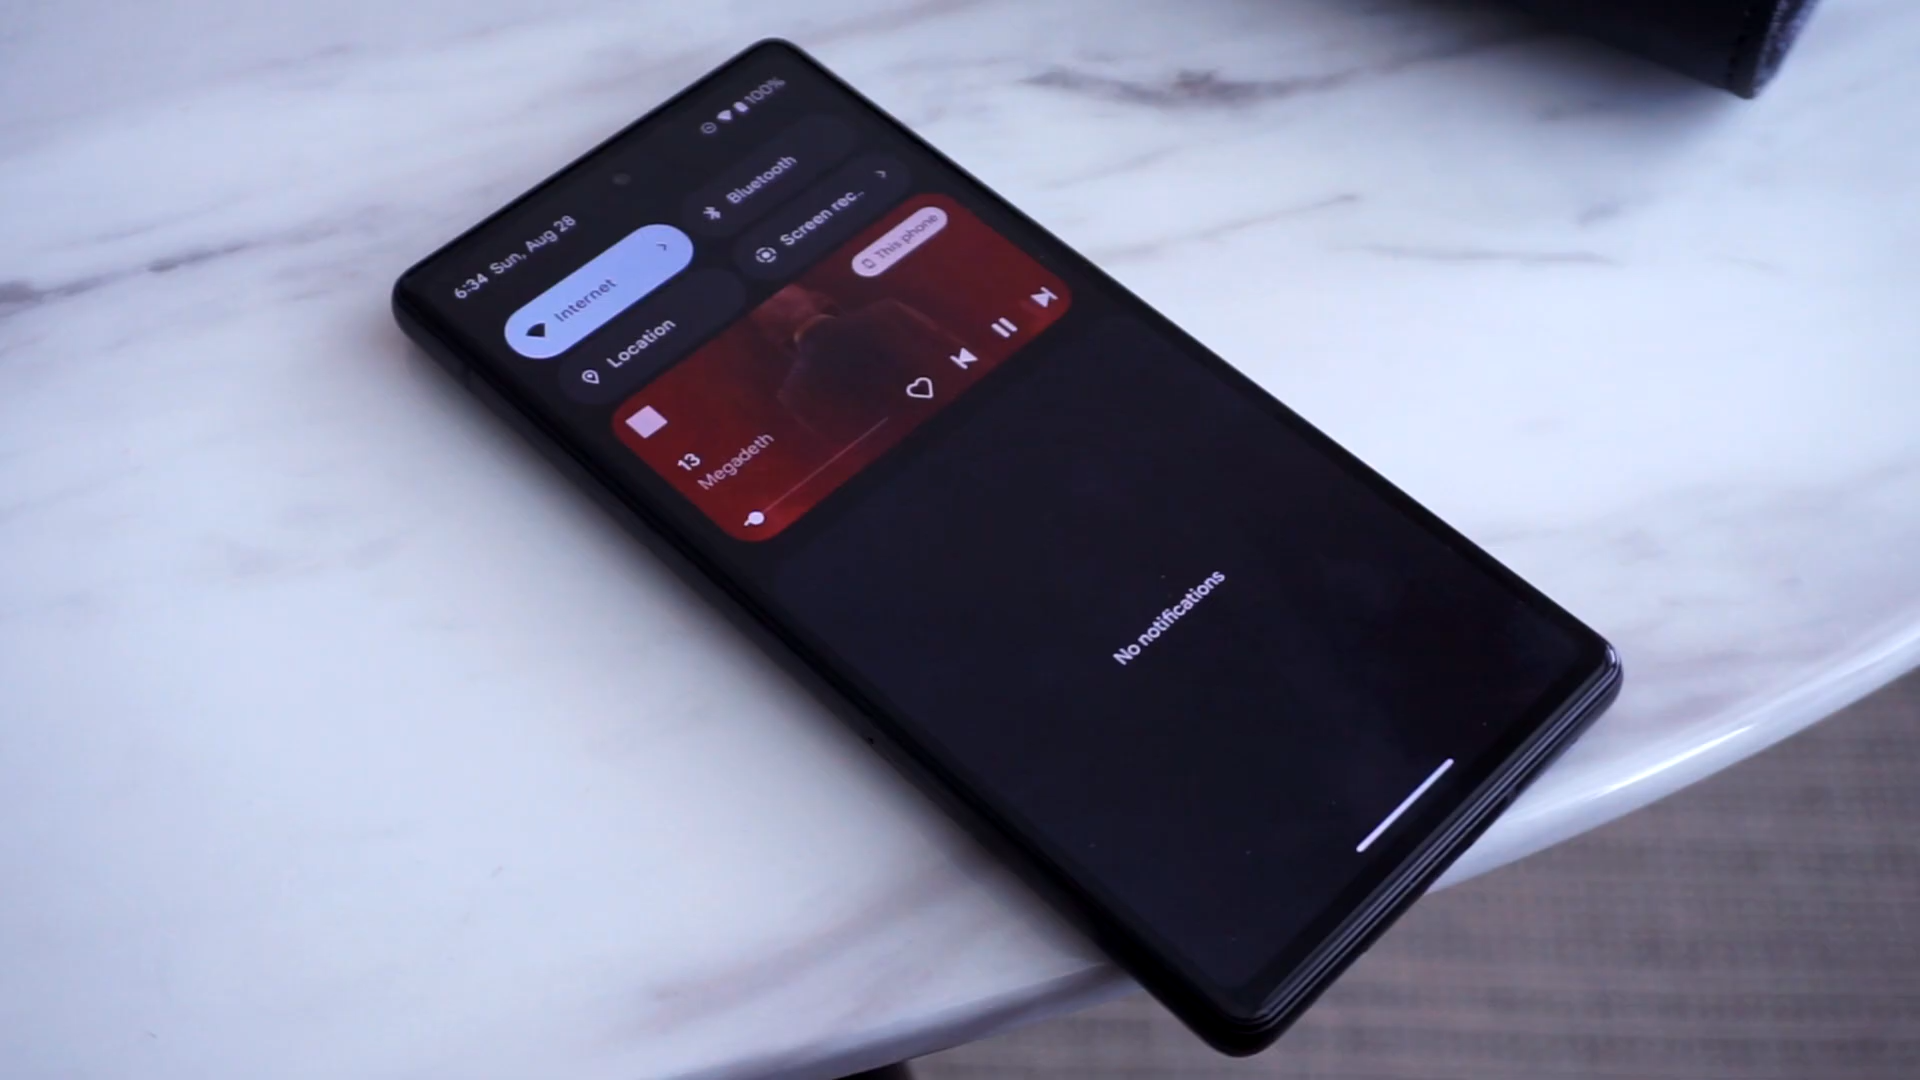 100%
6:34 Sun, Aug 28
Internet
Bluetooth
Location
Screen rec..
This phone
13
Megadeth
No notifications